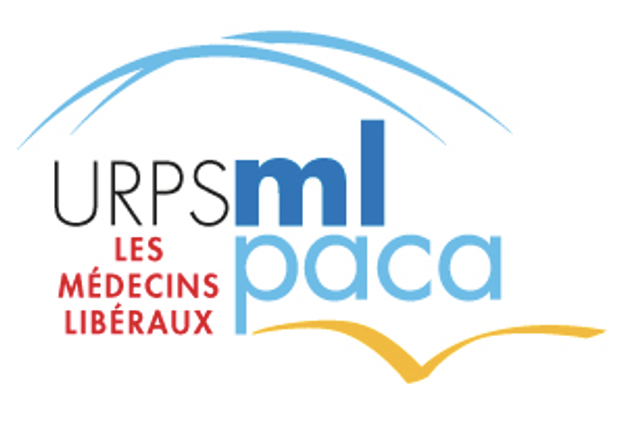 URPSml
paca
LES
MÉDECINS
LIBÉRAUX